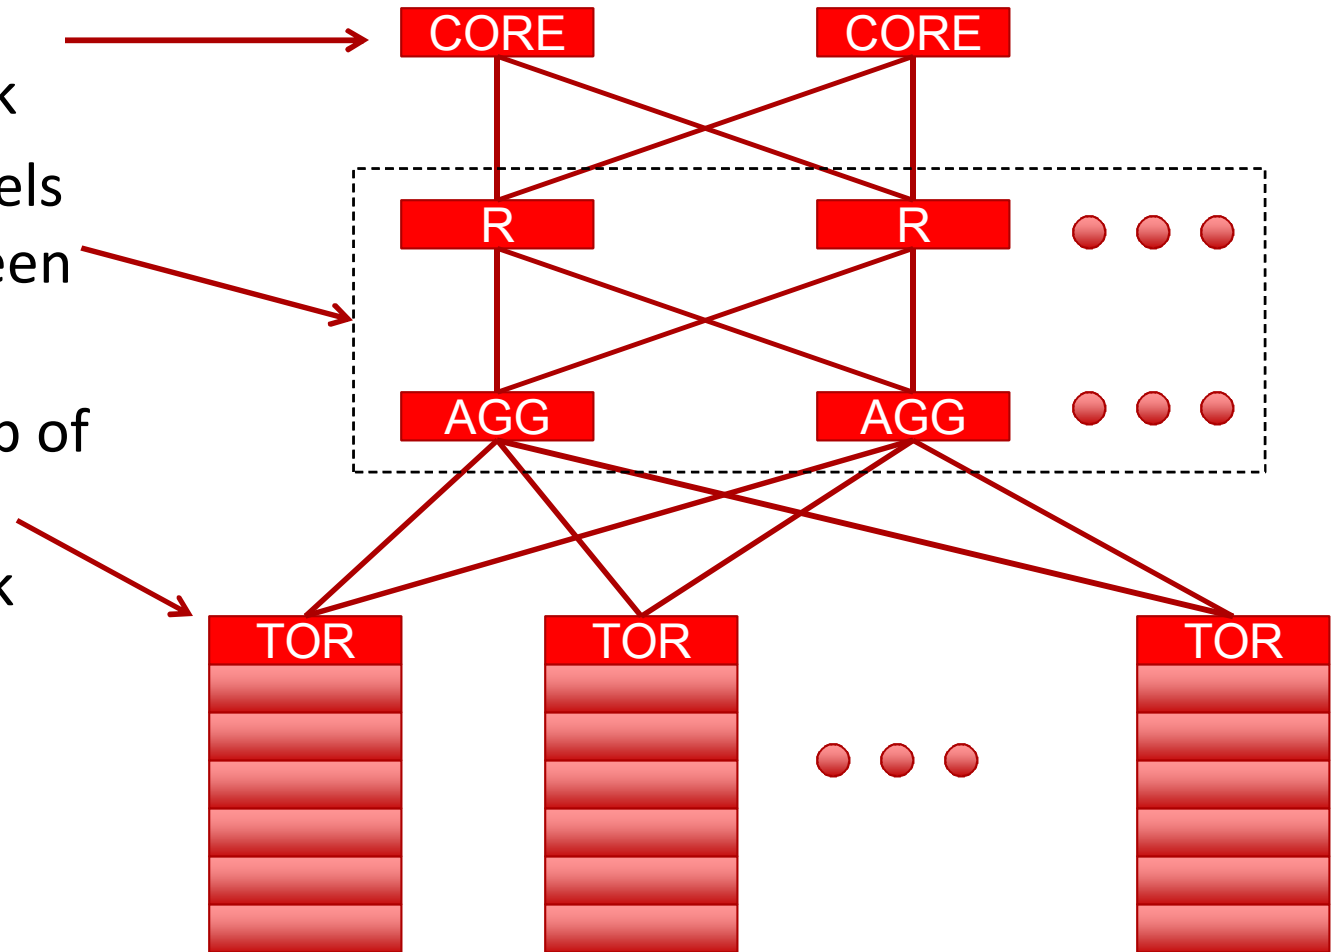 CORE CORE
k
els
R R
een
AGG AGG
p of
k
TOR TOR TOR